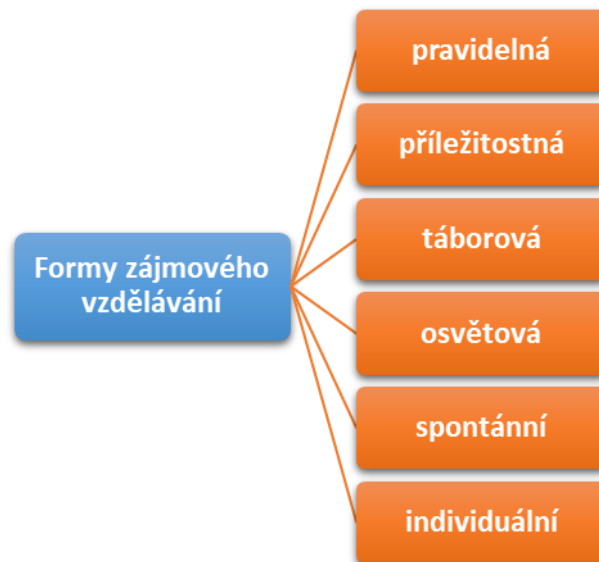 Formy zájmového
vzdělávání
pravidelná
příležitostná
táborová
osvětová
spontánní
individuální